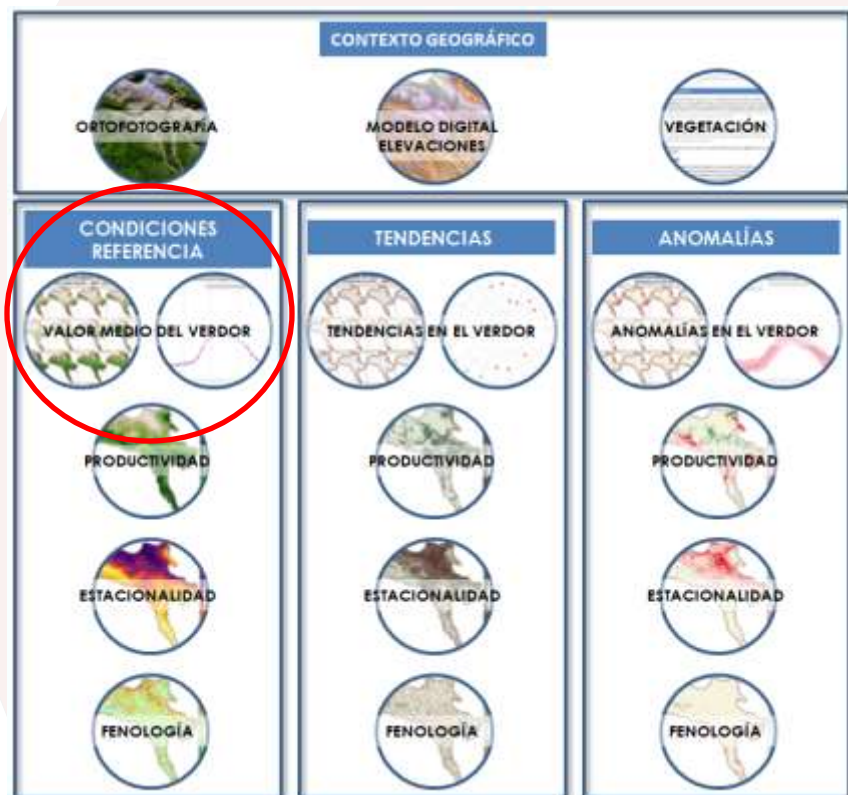 CONTEXTO GEOGRÁFICO
ORTOFOTOGRAFÍA
MODELO DIGITAL
ELEVACIONES
VEGETACIÓN
CONDICIONES
REFERENCIA
VALOR MEDIO DEL VERDOR
PRODUCTIVIDAD
ESTACIONALIDAD
FENOLOGÍA
TENDENCIAS
TENDENCIAS EN EL VERDOR
PRODUCTIVIDAD
ESTACIONALIDAD
FENOLOGÍA
ANOMALÍAS
ANOMALÍAS EN EL VERDOR
PRODUCTIVIDAD
ESTACIONALIDAD
FENOLOGÍA